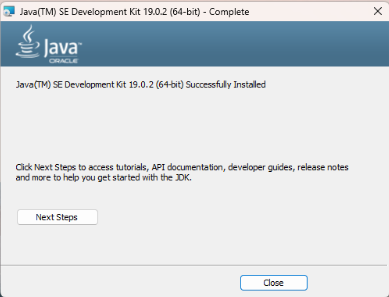 Java(TM) SE Development Kit 19.0.2 (64-bit) - Complete
Java™
ORACLE
Java(TM) SE Development Kit 19.0.2 (64-bit) Successfully Installed
Click Next Steps to access tutorials, API documentation, developer guides, release notes
and more to help you get started with the JDK.
Next Steps
Close